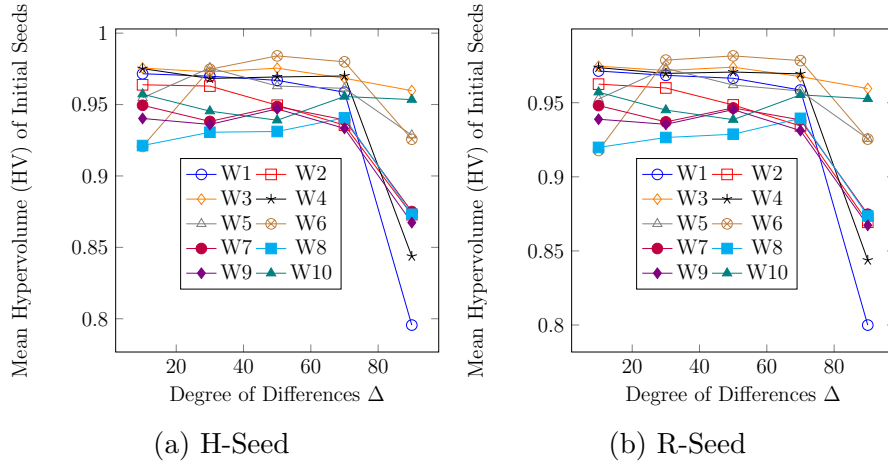 Mean Hypervolume (HV) of Initial Seeds
1
0.95
0.9
0.85
0.8
W1 W2
W3 W4
W5 W6
W7 W8
W9 W10
20 40 60 80
Degree of Differences Δ
(a) H-Seed
Mean Hypervolume (HV) of Initial Seeds
0.95
0.9
0.85
0.8
W1 W2
W3 W4
W5 W6
W7 W8
W9 W10
20 40 60 80
Degree of Differences Δ
(b) R-Seed